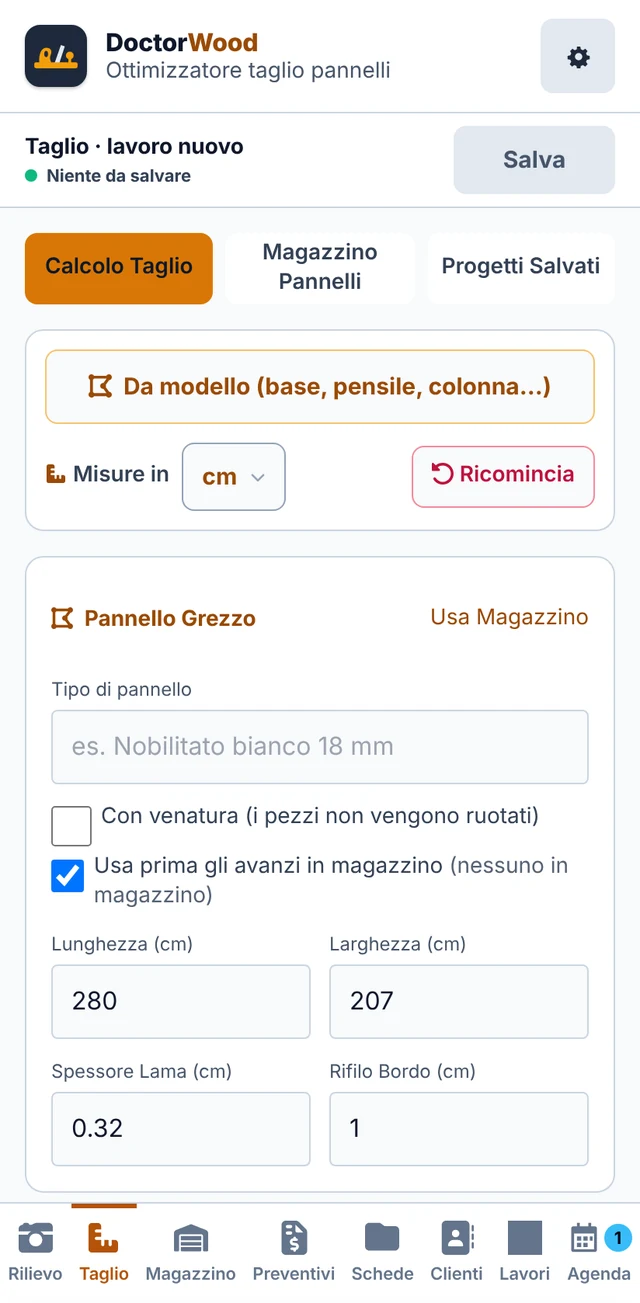 DoctorWood
Ottimizzatore taglio pannelli
Taglio · lavoro nuovo
Niente da salvare
Salva
Calcolo Taglio
Magazzino
Pannelli
Progetti Salvati
Da modello (base, pensile, colonna...)
Misure in
cm
Ricomincia
Pannello Grezzo
Usa Magazzino
Tipo di pannello
es. Nobilitato bianco 18 mm
Con venatura (i pezzi non vengono ruotati)
Usa prima gli avanzi in magazzino (nessuno in
magazzino)
Lunghezza (cm)
Larghezza (cm)
280
207
Spessore Lama (cm)
Rifilo Bordo (cm)
0.32
1
1
Rilievo
Taglio
Magazzino
Preventivi
Schede
Clienti
Lavori
Agenda